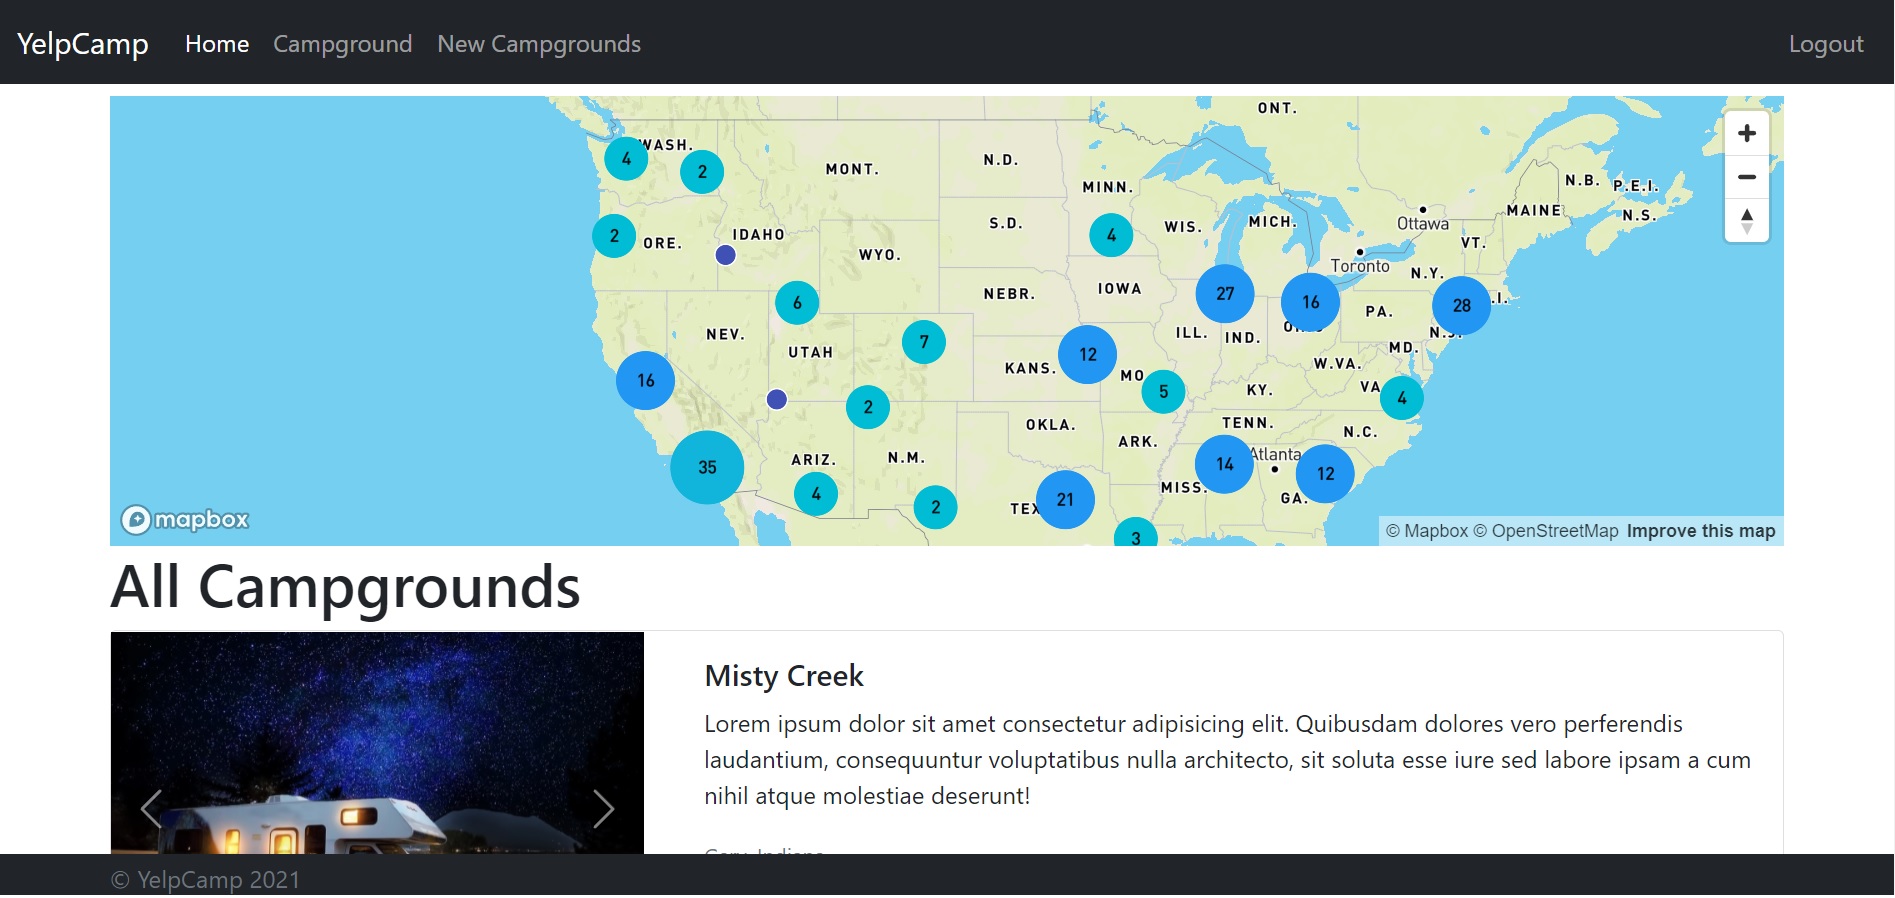 YelpCamp Home Campground New Campgrounds Logout
ONT.
WASH.
4
2
MONT.
N.D.
MINN.
N.B.
P.E.I.
MAINE
N.S.
Ottawa
2
ORE.
IDAHO
S.D.
4
WIS.
MICH.
VT.
WYO.
Toronto
N.Y.
6
NEBR.
IOWA
27
16
28
NEV.
UTAH
7
ILL.
IND.
PA.
MD.
KANS.
12
MO
5
KY.
W.VA.
VA
4
16
2
OKLA.
ARK.
TENN.
N.C.
35
ARIZ.
N.M.
14
Atlanta
12
4
2
21
MISS.
GA.
3
mapbox
© Mapbox © OpenStreetMap Improve this map
All Campgrounds
Misty Creek
Lorem ipsum dolor sit amet consectetur adipisicing elit. Quibusdam dolores vero perferendis
laudantium, consequuntur voluptatibus nulla architecto, sit soluta esse iure sed labore ipsam a cum
nihil atque molestiae deserunt!
© YelpCamp 2021